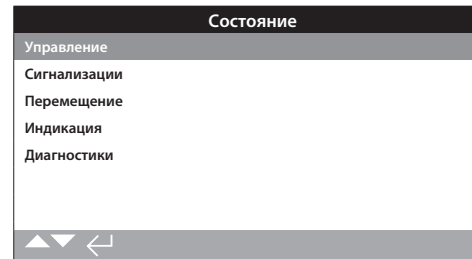 Состояние
Управление
Сигнализации
Перемещение
Индикация
Диагностики